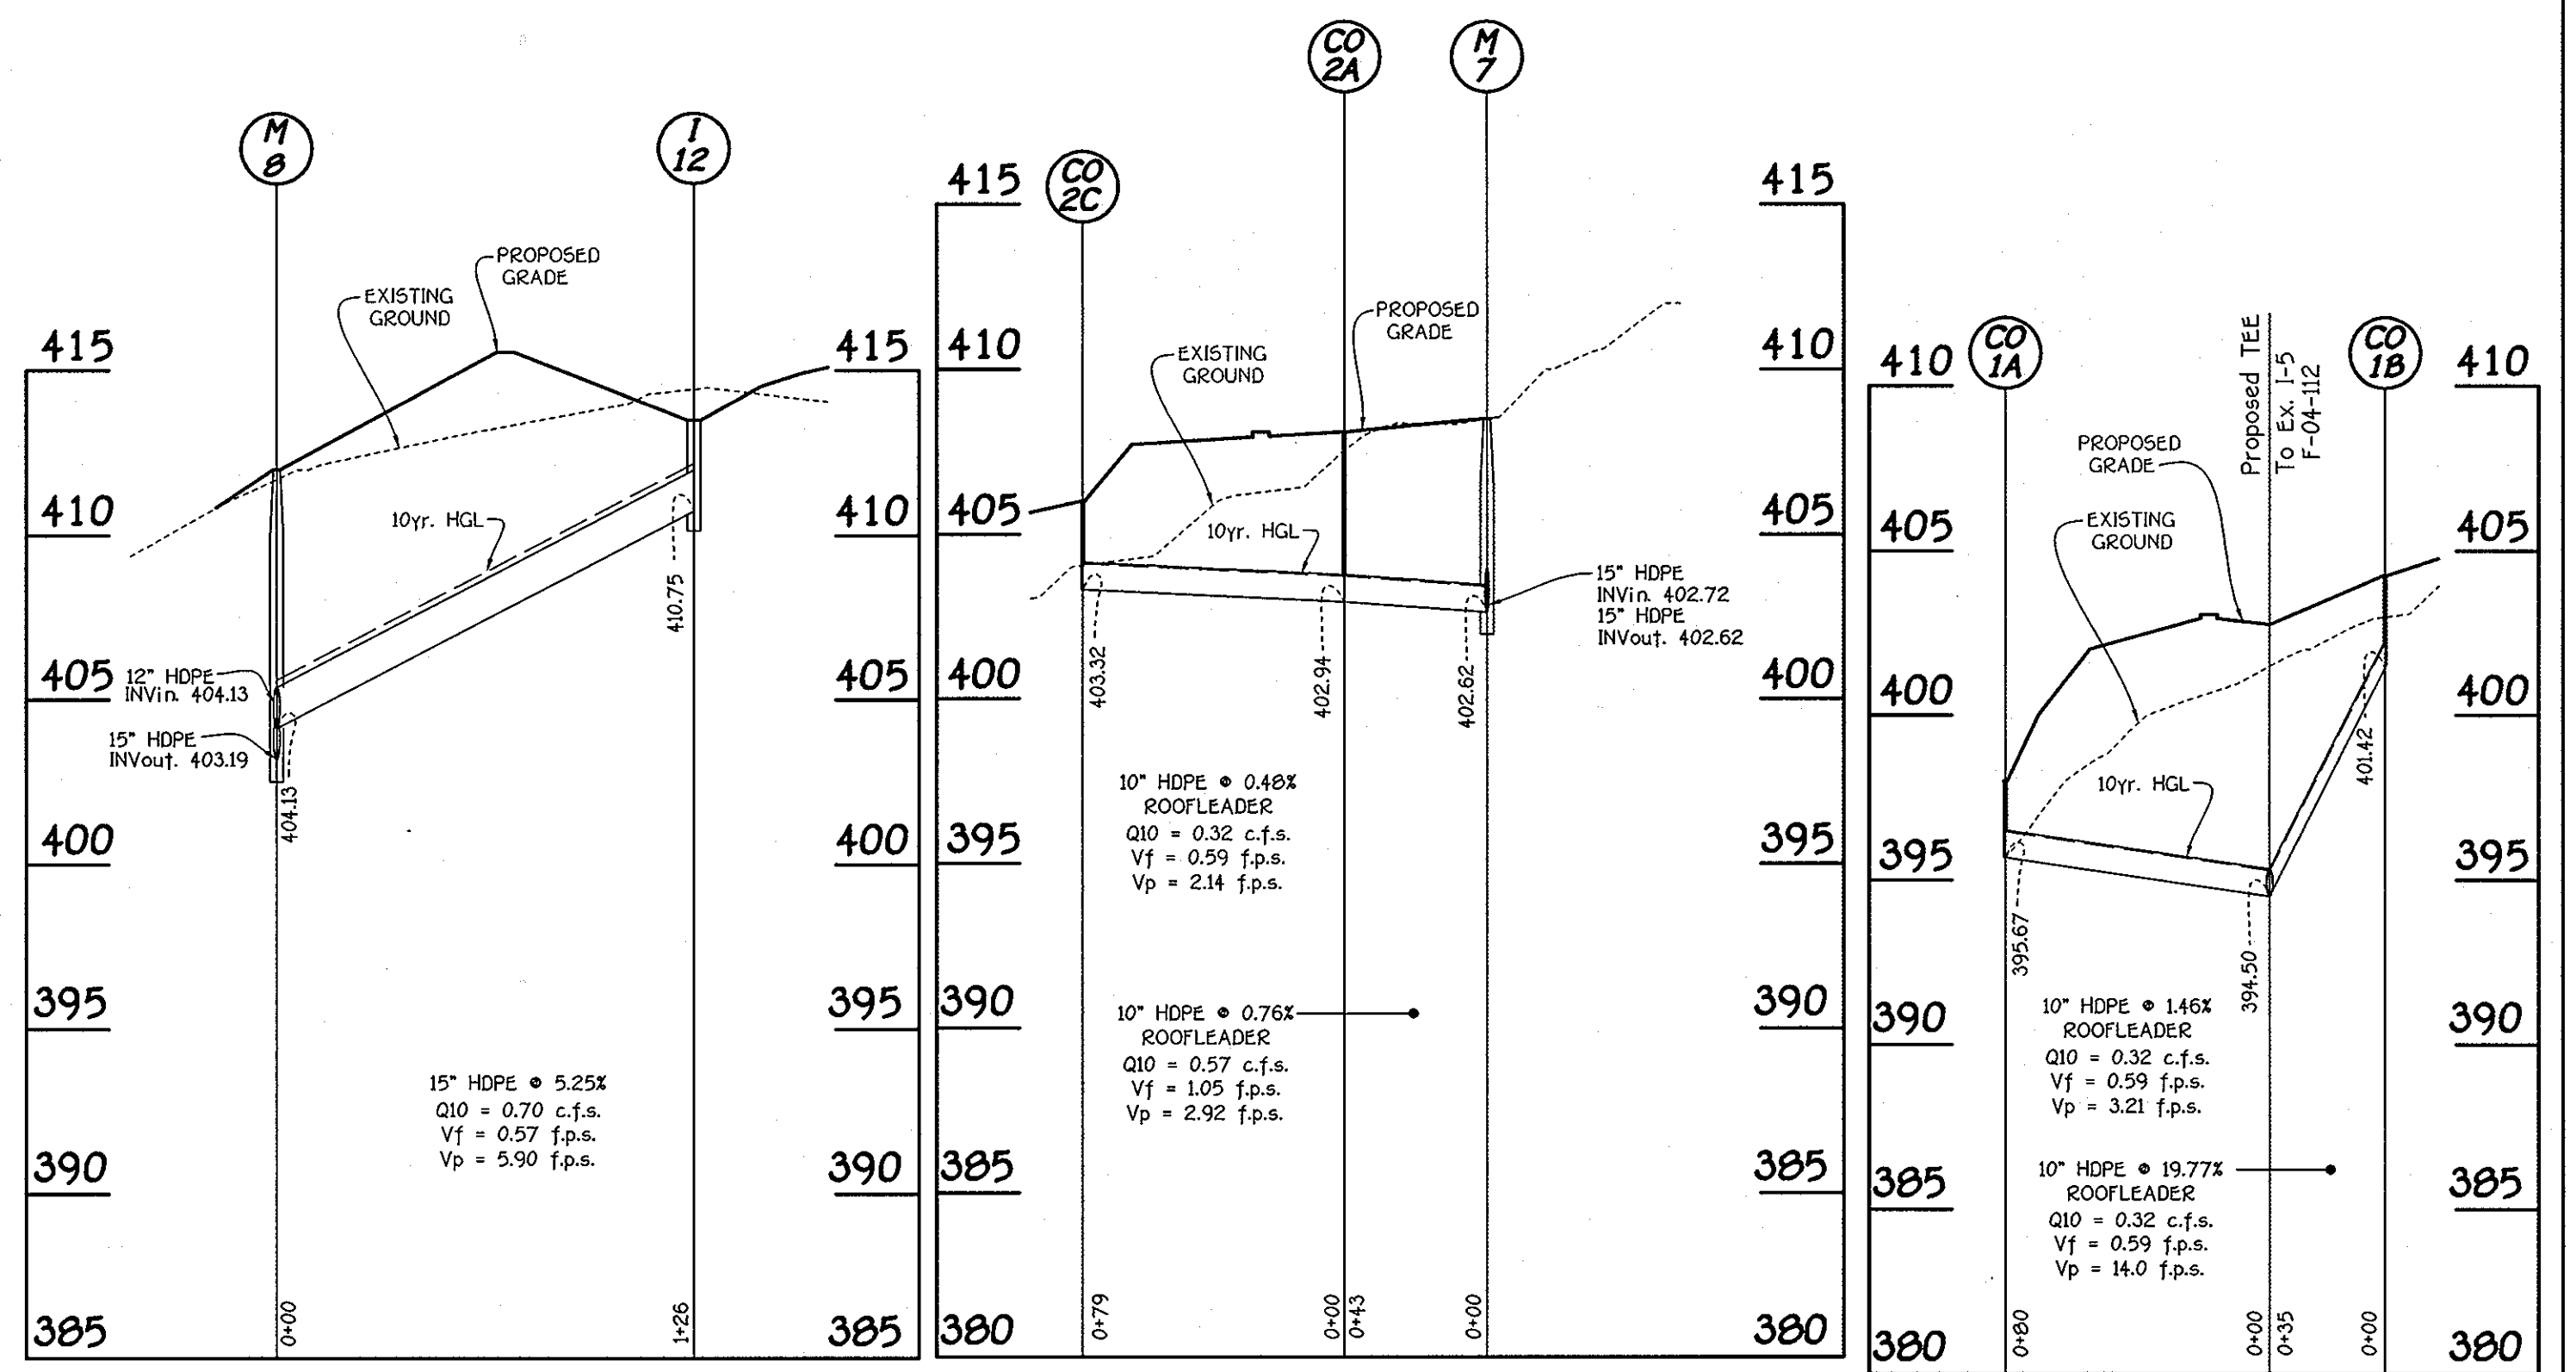 M
8
I
12
PROPOSED
GRADE
EXISTING
GROUND
415
415
410
410
10yr. HGL
410.75
405
405
12" HDPE
INVin. 404.13
15" HDPE
INVout. 403.19
404.13
400
400
395
395
15" HDPE @ 5.25%
Q10 = 0.70 c.f.s.
Vf = 0.57 f.p.s.
Vp = 5.90 f.p.s.
390
390
385
385
0+00
1+26
CO
2C
CO
2A
M
7
415
415
PROPOSED
GRADE
EXISTING
GROUND
410
410
405
405
10yr. HGL
15" HDPE
INVin. 402.72
15" HDPE
INVout. 402.62
403.32
402.94
402.62
400
400
10" HDPE @ 0.48%
ROOFLEADER
Q10 = 0.32 c.f.s.
Vf = 0.59 f.p.s.
Vp = 2.14 f.p.s.
395
395
10" HDPE @ 0.76%
ROOFLEADER
Q10 = 0.57 c.f.s.
Vf = 1.05 f.p.s.
Vp = 2.92 f.p.s.
390
390
385
385
380
380
0+79
0+00
0+43
0+00
CO
1A
Proposed TEE
To Ex. I-5
F-04-112
CO
1B
410
410
PROPOSED
GRADE
EXISTING
GROUND
405
405
400
400
401.42
10yr. HGL
395
395
395.67
394.50
10" HDPE @ 1.46%
ROOFLEADER
Q10 = 0.32 c.f.s.
Vf = 0.59 f.p.s.
Vp = 3.21 f.p.s.
390
390
10" HDPE @ 19.77%
ROOFLEADER
Q10 = 0.32 c.f.s.
Vf = 0.59 f.p.s.
Vp = 14.0 f.p.s.
385
385
380
380
0+80
0+00
0+35
0+00